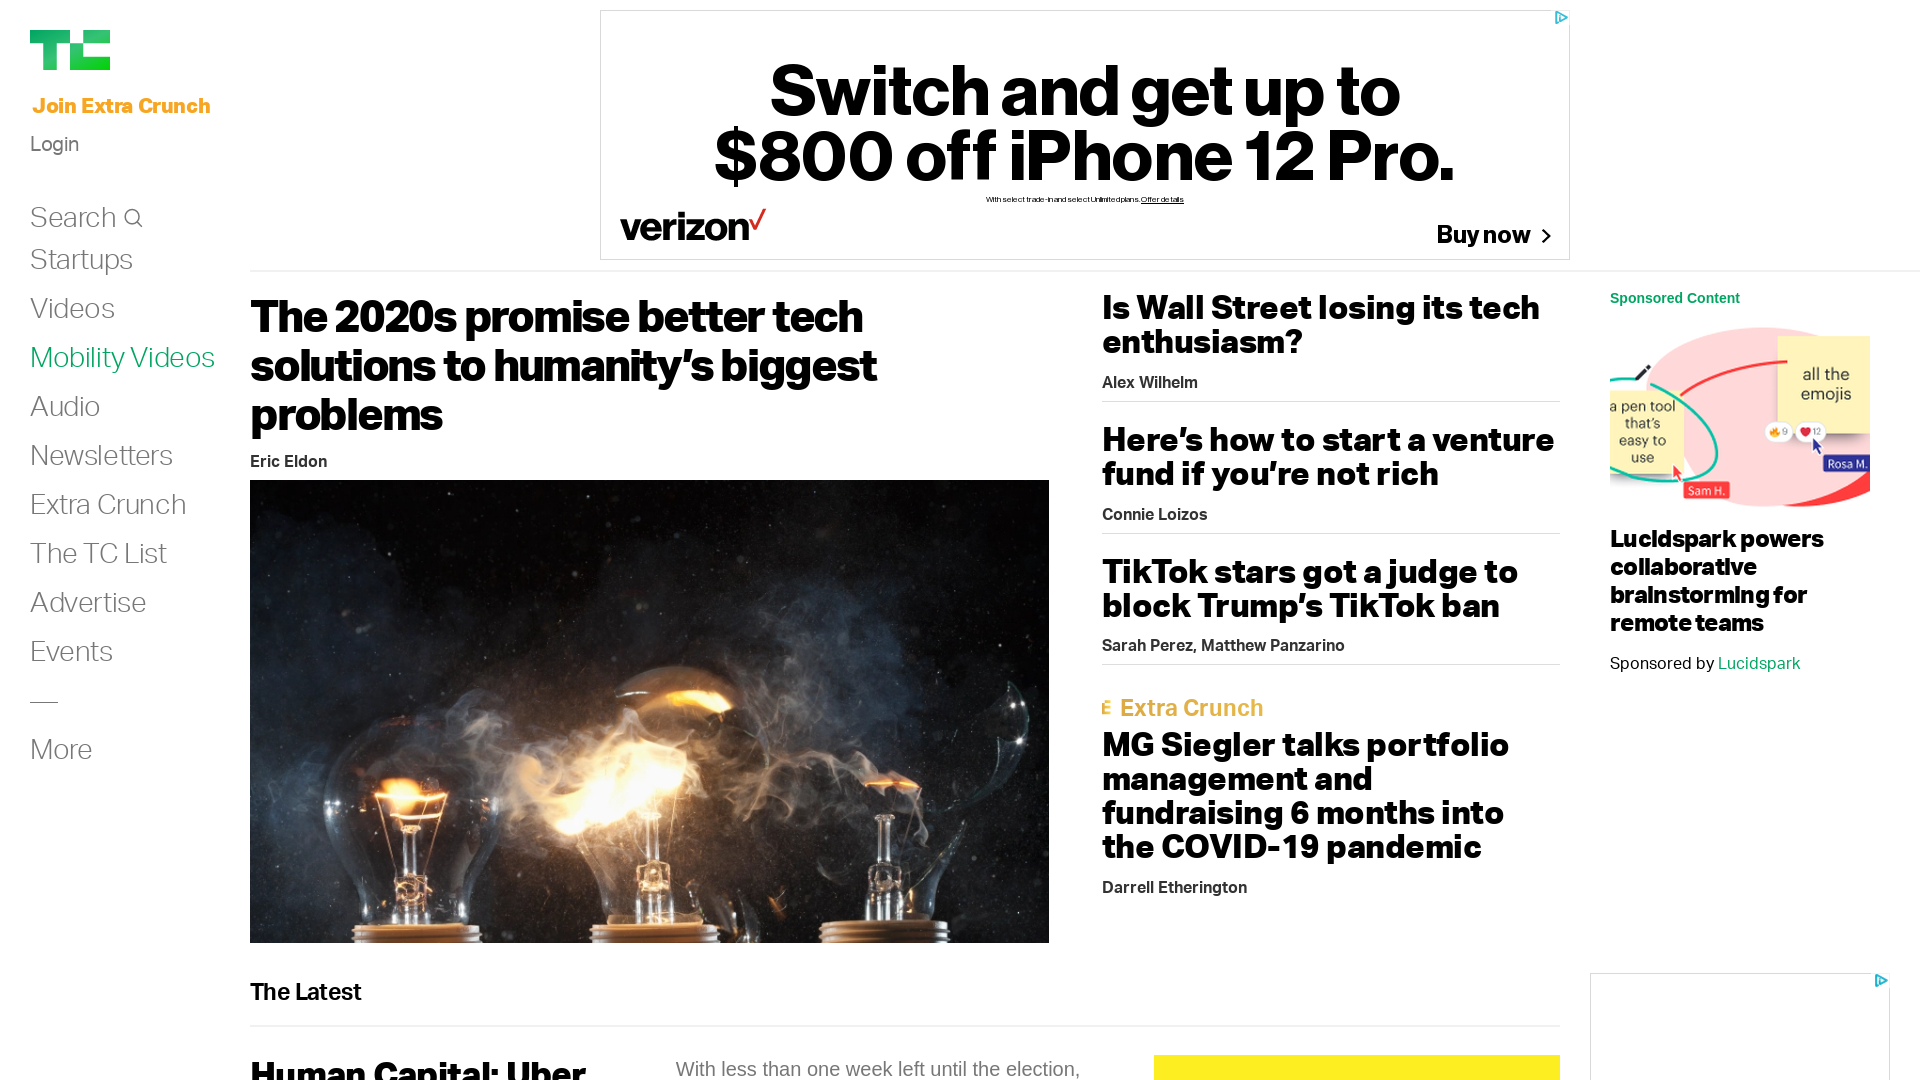 TC
Join Extra Crunch
Login
Search
Startups
Videos
Mobility Videos
Audio
Newsletters
Extra Crunch
The TC List
Advertise
Events
More
Switch and get up to
$800 off iPhone 12 Pro.
With select trade-in and select Unlimited plans. Offer details
verizon
Buy now
The 2020s promise better tech
solutions to humanity’s biggest
problems
Eric Eldon
Is Wall Street losing its tech
enthusiasm?
Alex Wilhelm
Here’s how to start a venture
fund if you’re not rich
Connie Loizos
TikTok stars got a judge to
block Trump’s TikTok ban
Sarah Perez, Matthew Panzarino
Extra Crunch
MG Siegler talks portfolio
management and
fundraising 6 months into
the COVID-19 pandemic
Darrell Etherington
Sponsored Content
all the
emojis
9
12
Rosa M.
a pen tool
that’s
easy to
use
Sam H.
Lucidspark powers
collaborative
brainstorming for
remote teams
Sponsored by Lucidspark
The Latest
Human Capital: Uber
With less than one week left until the election,